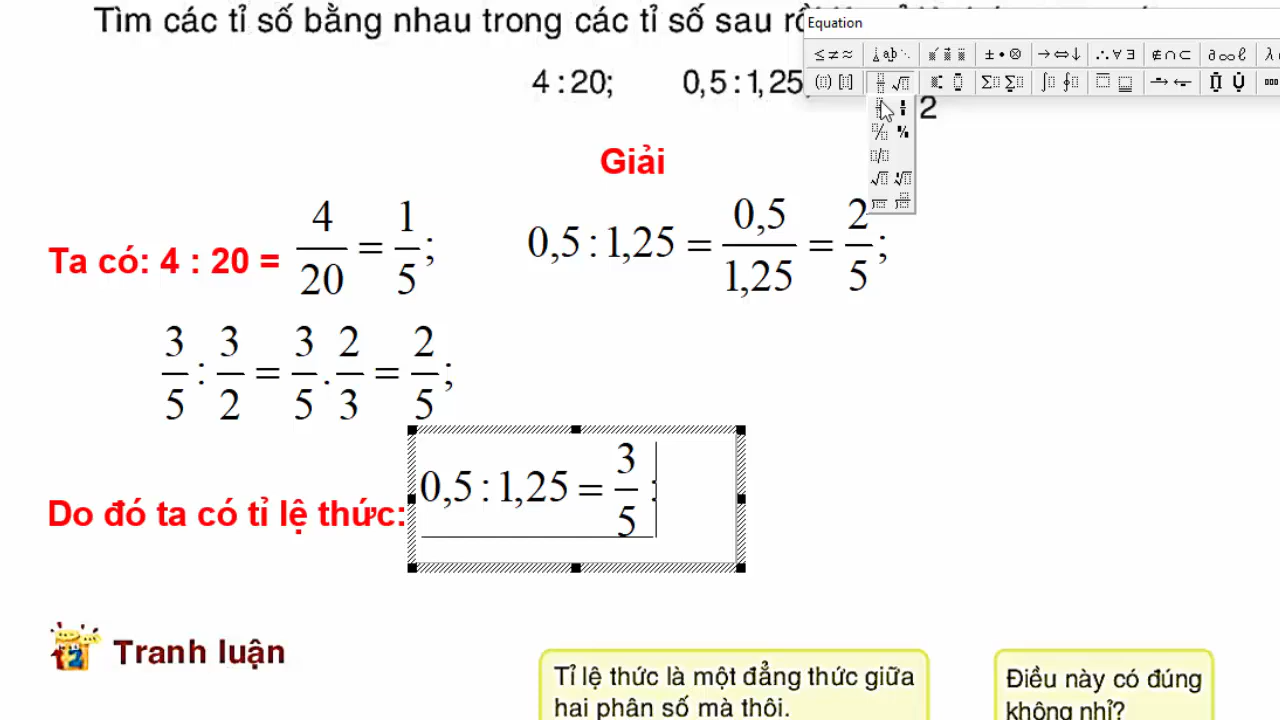 Tìm các tỉ số bằng nhau trong các tỉ số sau rồi
Equation
4 : 20; 0,5 : 1,25
2
Giải
Ta có: 4 : 20 = 4/20 = 1/5; 0,5 : 1,25 = 0,5/1,25 = 2/5;
3/5 : 3/2 = 3/5 . 2/3 = 2/5;
Do đó ta có tỉ lệ thức: 0,5 : 1,25 = 3/5 :
Tranh luận
Tỉ lệ thức là một đẳng thức giữa
hai phân số mà thôi.
Điều này có đúng
không nhỉ?